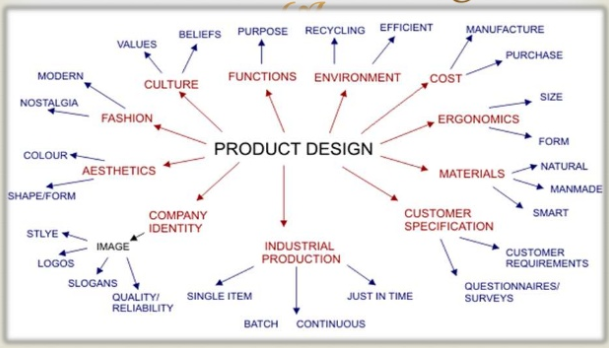 BELIEFS
PURPOSE
RECYCLING
EFFICIENT
MANUFACTURE
VALUES
PURCHASE
MODERN
CULTURE
FUNCTIONS
ENVIRONMENT
COST
NOSTALGIA
SIZE
FASHION
ERGONOMICS
FORM
PRODUCT DESIGN
COLOUR
AESTHETICS
NATURAL
MATERIALS
MANMADE
SHAPE/FORM
SMART
COMPANY
IDENTITY
CUSTOMER
SPECIFICATION
STLYE
IMAGE
INDUSTRIAL
PRODUCTION
CUSTOMER
REQUIREMENTS
LOGOS
SLOGANS
QUALITY/
RELIABILITY
SINGLE ITEM
JUST IN TIME
QUESTIONNAIRES/
SURVEYS
BATCH
CONTINUOUS